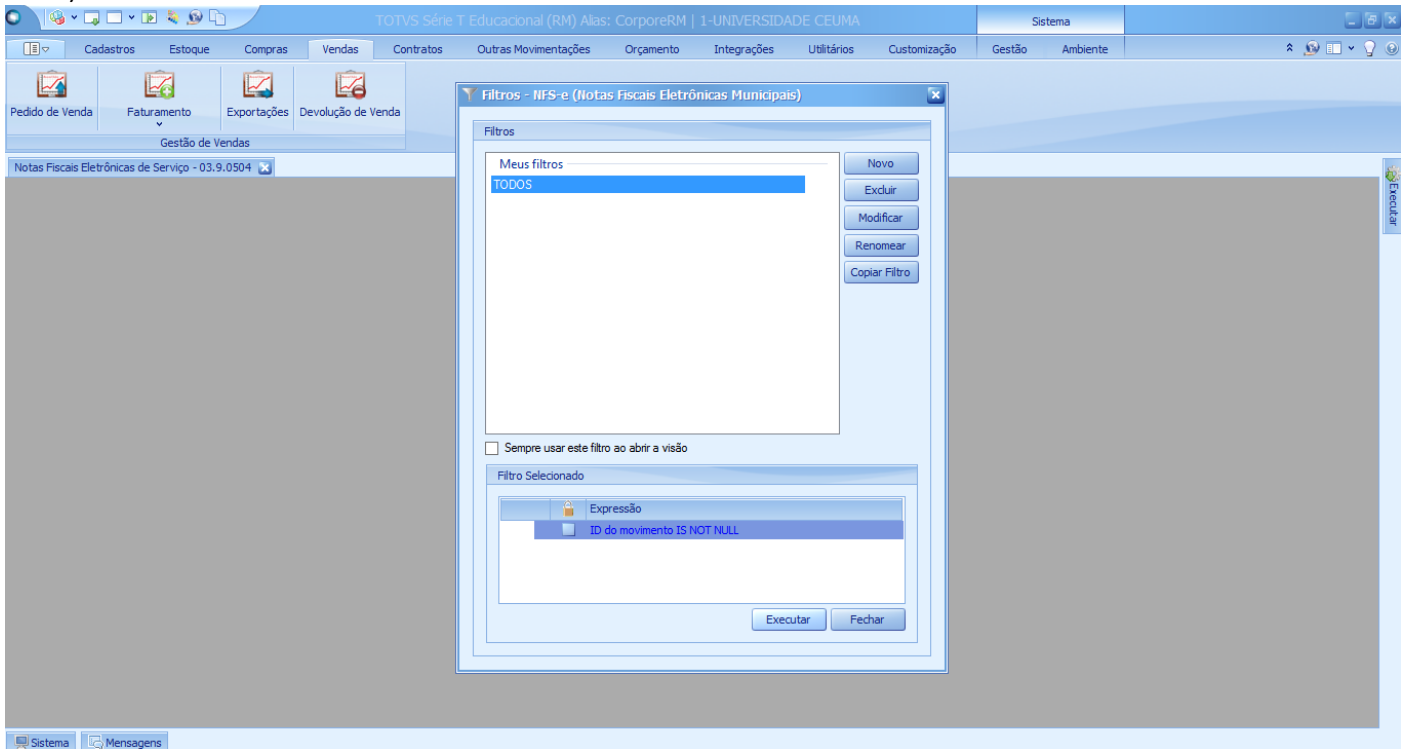 TOTVS Série T Educacional (RM) Alias: CorporeRM | 1-UNIVERSIDADE CEUMA
Sistema
Cadastros Estoque Compras Vendas Contratos Outras Movimentações Orçamento Integrações Utilitários Customização Gestão Ambiente
Pedido de Venda Faturamento Exportações Devolução de Venda
Gestão de Vendas
Notas Fiscais Eletrônicas de Serviço - 03.9.0504
Filtros - NFS-e (Notas Fiscais Eletrônicas Municipais)
Filtros
Meus filtros
TODOS
Novo
Excluir
Modificar
Renomear
Copiar Filtro
Sempre usar este filtro ao abrir a visão
Filtro Selecionado
Expressão
ID do movimento IS NOT NULL
Executar Fechar
Executar
Sistema Mensagens